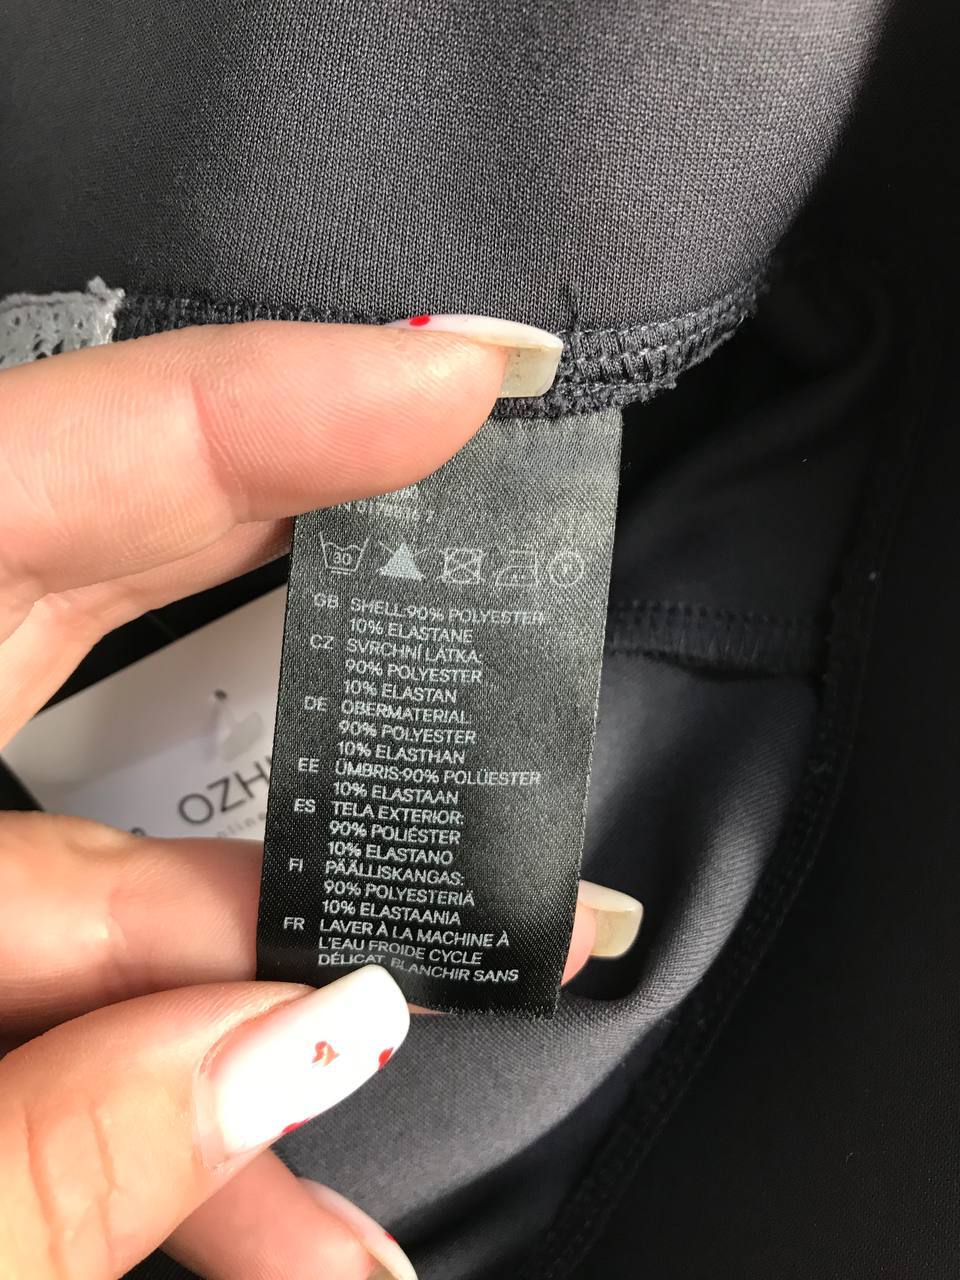 30
GB SHELL:90% POLYESTER
10% ELASTANE
CZ SVRCHNÍ LÁTKA:
90% POLYESTER
10% ELASTAN
DE OBERMATERIAL
90% POLYESTER
10% ELASTHAN
EE ÜMBRIS:90% POLÜESTER
10% ELASTAAN
ES TELA EXTERIOR:
90% POLIÉSTER
10% ELASTANO
FI PÄÄLLISKANGAS:
90% POLYESTERIÄ
10% ELASTAANIA
FR LAVER À LA MACHINE À
L'EAU FROIDE CYCLE
DÉLICAT, BLANCHIR SANS